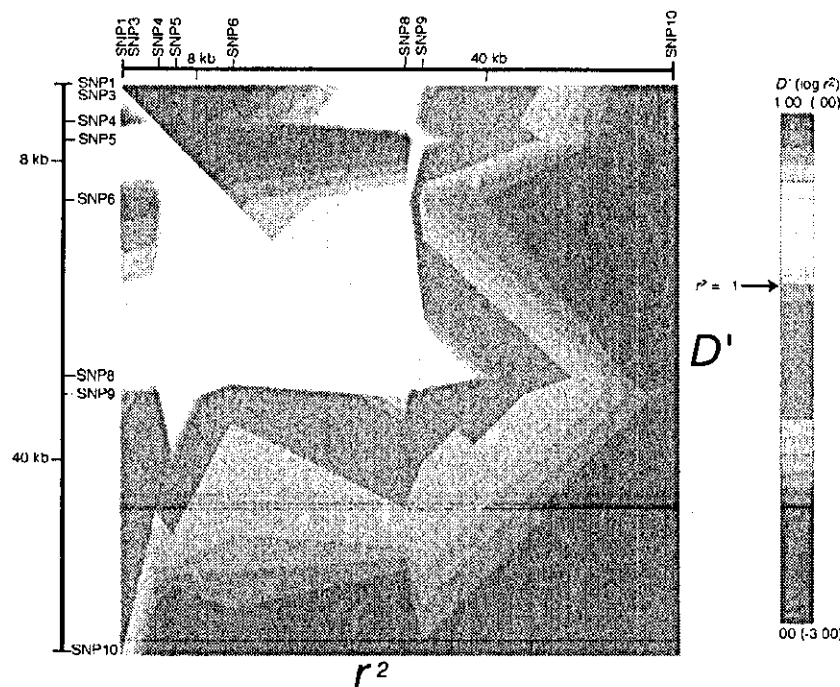 SNP1
SNP3
SNP4
SNP5
SNP6
SNP8
SNP9
SNP10
8 kb
40 kb
SNP1
SNP3
SNP4
SNP5
8 kb
SNP6
SNP8
SNP9
40 kb
SNP10
D' (log r²)
1 00 ( 00)
r² = 1
D'
00 (-3 00)
r²